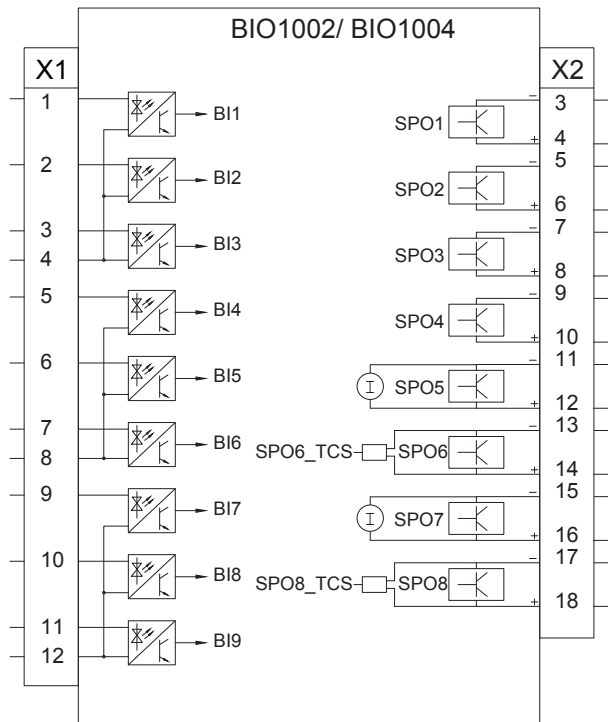 BIO1002/ BIO1004
X1
X2
1
BI1
2
BI2
3
4
BI3
5
BI4
6
BI5
7
8
BI6
9
BI7
10
BI8
11
12
BI9
SPO1
- 3
+ 4
SPO2
- 5
+ 6
SPO3
- 7
+ 8
SPO4
- 9
+ 10
I
SPO5
- 11
+ 12
SPO6_TCS
SPO6
- 13
+ 14
I
SPO7
- 15
+ 16
SPO8_TCS
SPO8
- 17
+ 18